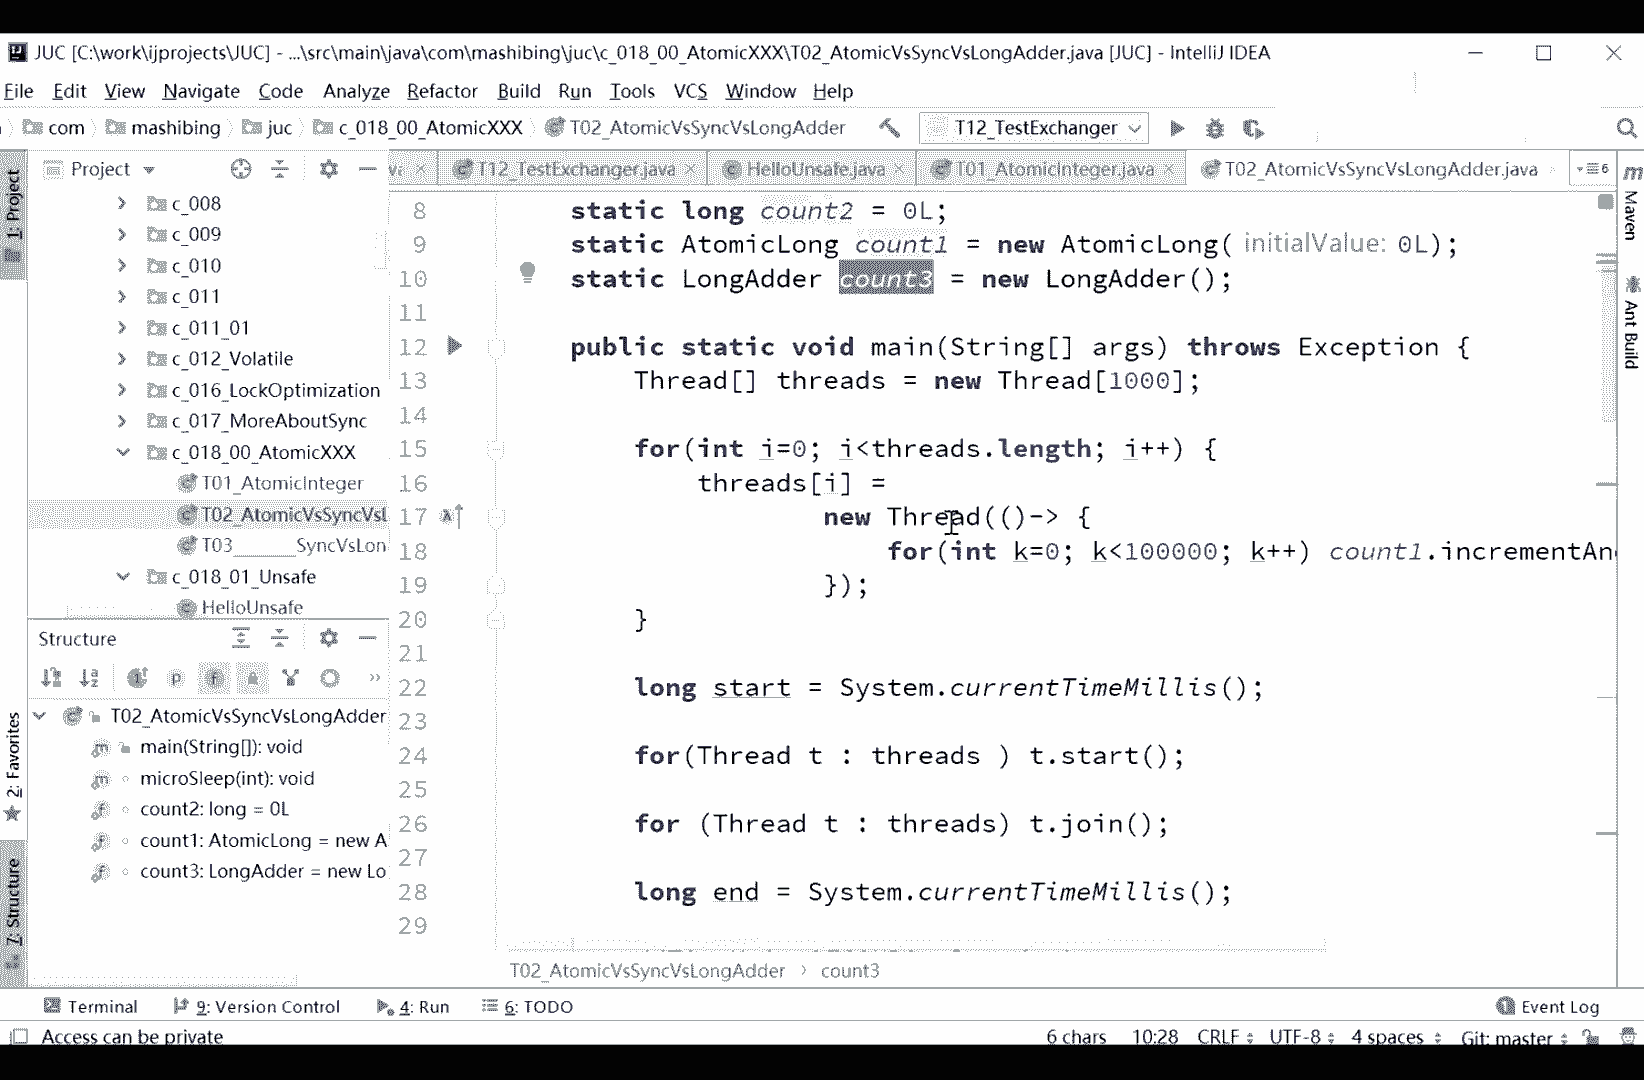 JUC [C:\work\ijprojects\JUC] - ...\src\main\java\com\mashibing\juc\c_018_00_AtomicXXX\T02_AtomicVsSyncVsLongAdder.java [JUC] - IntelliJ IDEA
File Edit View Navigate Code Analyze Refactor Build Run Tools VCS Window Help
com mashibing juc c_018_00_AtomicXXX T02_AtomicVsSyncVsLongAdder T12_TestExchanger
1: Project
Project
T12_TestExchanger.java HelloUnsafe.java T01_AtomicInteger.java T02_AtomicVsSyncVsLongAdder.java 6
c_008
c_009
c_010
c_011
c_011_01
c_012_Volatile
c_016_LockOptimization
c_017_MoreAboutSync
c_018_00_AtomicXXX
T01_AtomicInteger
T02_AtomicVsSyncVsL
T03______SyncVsLon
c_018_01_Unsafe
HelloUnsafe
Structure
T02_AtomicVsSyncVsLongAdder
main(String[]): void
microSleep(int): void
count2: long = 0L
count1: AtomicLong = new A
count3: LongAdder = new Lo
2: Favorites
7: Structure
8 static long count2 = 0L;
9 static AtomicLong count1 = new AtomicLong( initialValue: 0L);
10 static LongAdder count3 = new LongAdder();
11
12 public static void main(String[] args) throws Exception {
13 Thread[] threads = new Thread[1000];
14
15 for(int i=0; i<threads.length; i++) {
16 threads[i] =
17 new Thread(()-> {
18 for(int k=0; k<100000; k++) count1.incrementAn
19 });
20 }
21
22 long start = System.currentTimeMillis();
23
24 for(Thread t : threads ) t.start();
25
26 for (Thread t : threads) t.join();
27
28 long end = System.currentTimeMillis();
29
T02_AtomicVsSyncVsLongAdder › count3
Maven
Ant Build
Terminal 9: Version Control 4: Run 6: TODO 1 Event Log
Access can be private 6 chars 10:28 CRLF UTF-8 4 spaces Git: master